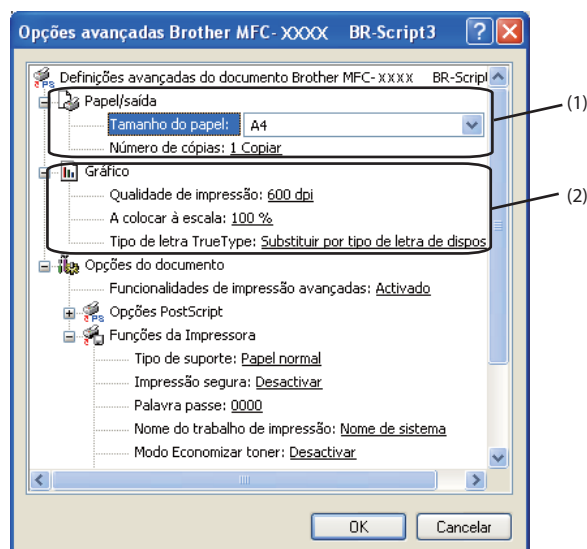 Opções avançadas Brother MFC- XXXX BR-Script3
Definições avançadas do documento Brother MFC- XXXX BR-Script
Papel/saída
Tamanho do papel: A4
(1)
Número de cópias: 1 Copiar
Gráfico
(2)
Qualidade de impressão: 600 dpi
A colocar à escala: 100 %
Tipo de letra TrueType: Substituir por tipo de letra de dispos
Opções do documento
Funcionalidades de impressão avançadas: Activado
Opções PostScript
Funções da Impressora
Tipo de suporte: Papel normal
Impressão segura: Desactivar
Palavra passe: 0000
Nome do trabalho de impressão: Nome de sistema
Modo Economizar toner: Desactivar
OK Cancelar